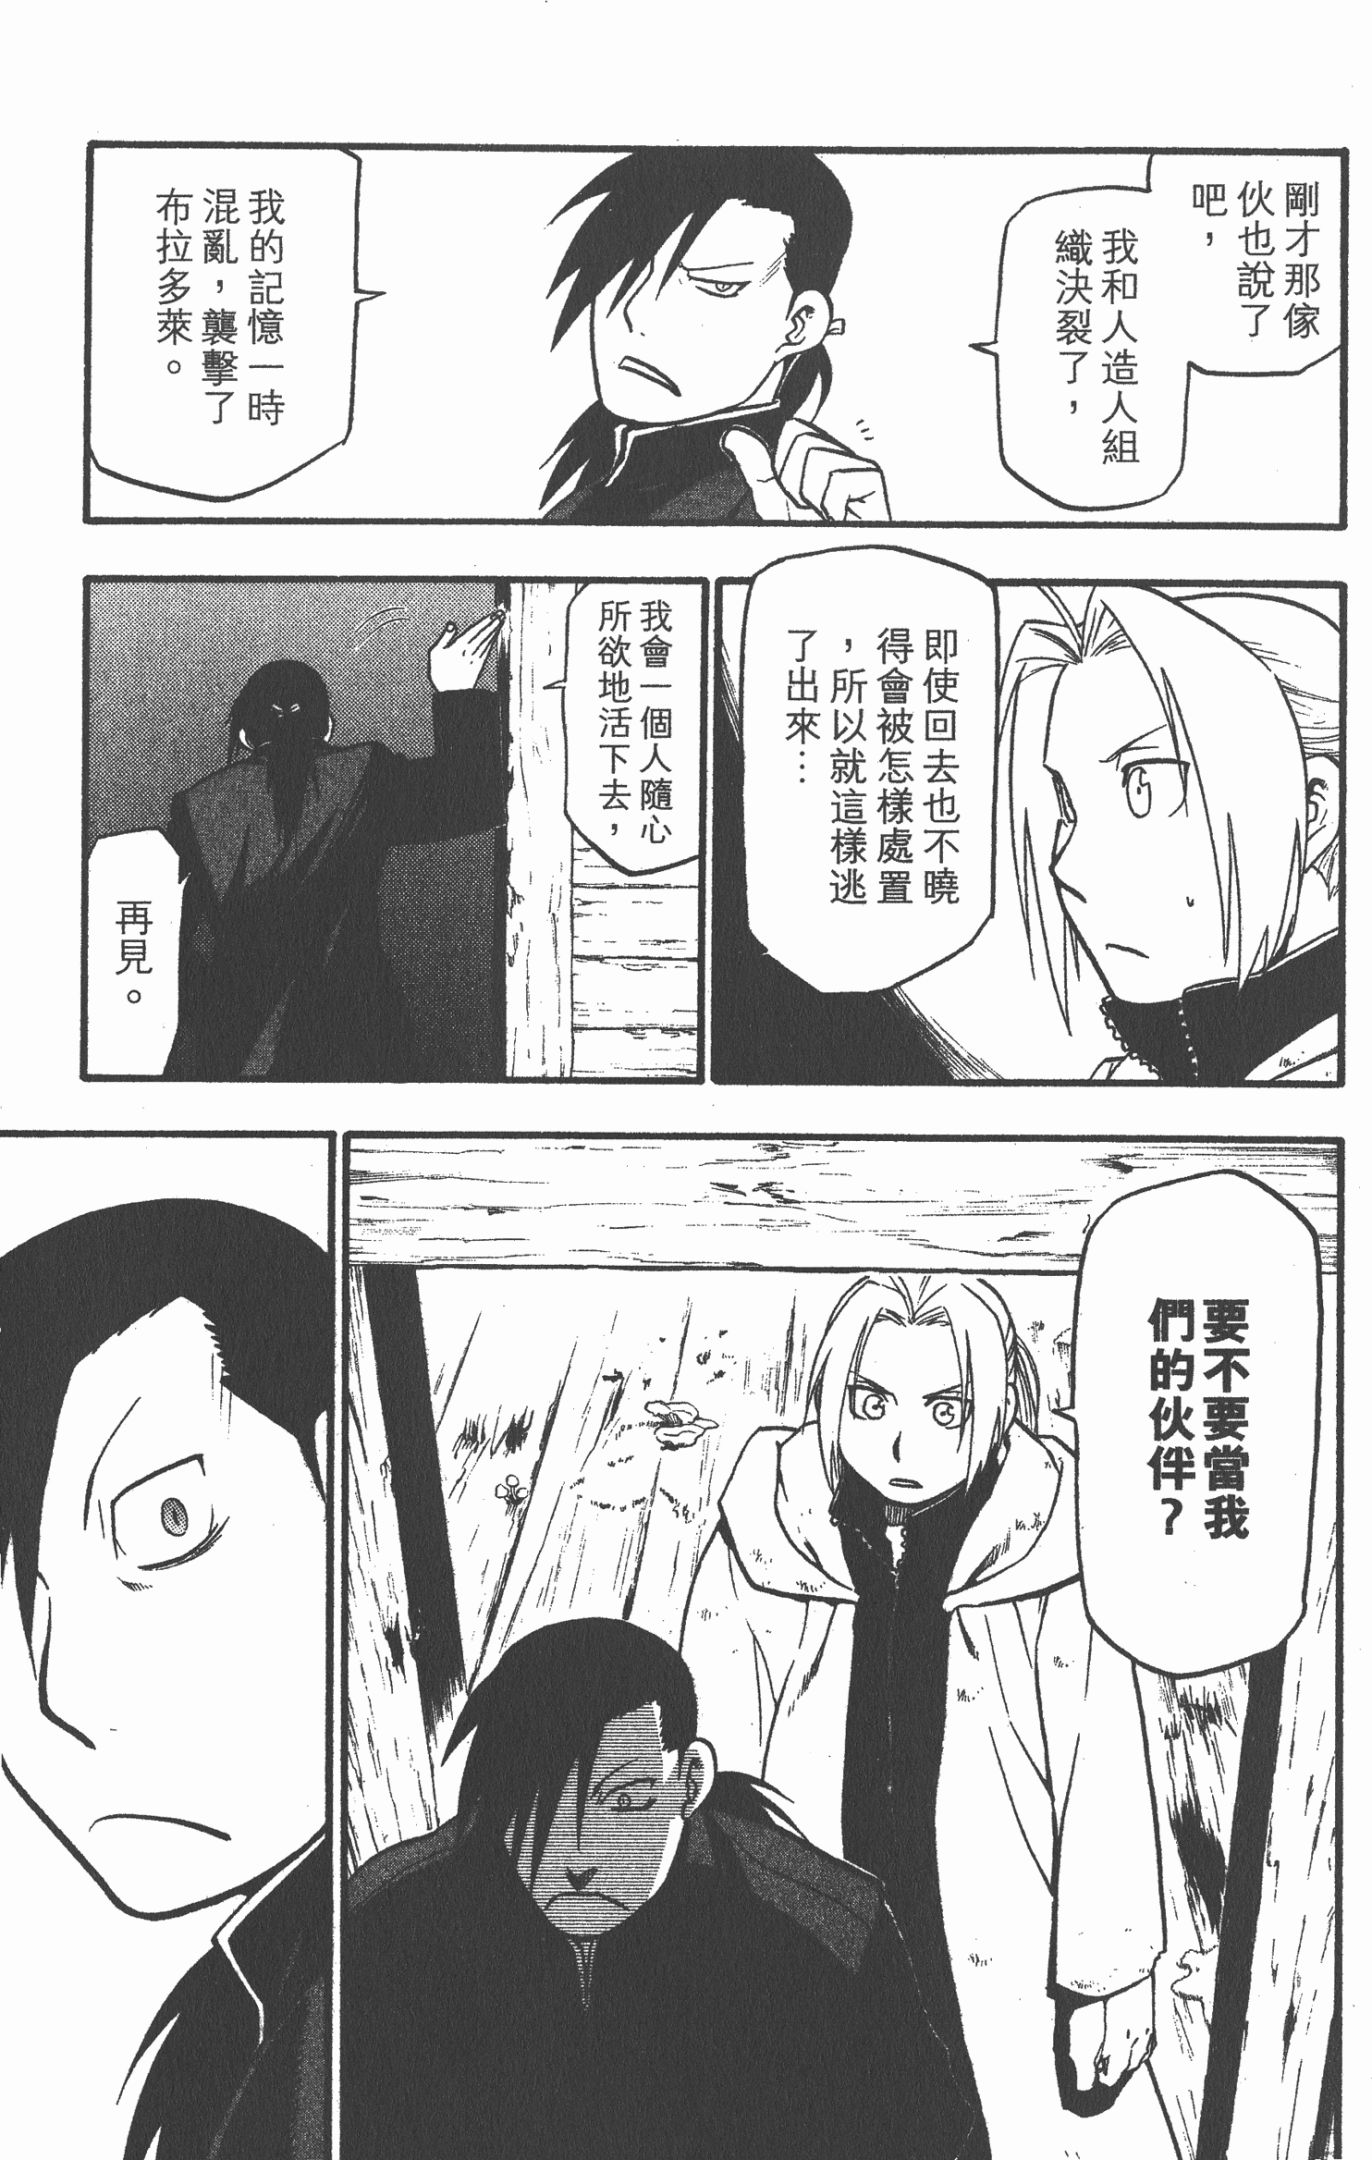 剛才那傢
伙也說了
吧，
我和人造人組
織決裂了，
我的記憶一時
混亂，襲擊了
布拉多萊。
即使回去也不曉
得會被怎樣處置
，所以就這樣逃
了出來…
我會一個人隨心
所欲地活下去，
再見。
要不要當我
們的伙伴？